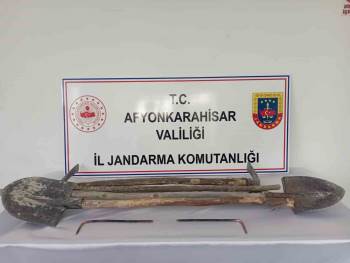 T.C.
AFYONKARAHİSAR
VALİLİĞİ
İL JANDARMA KOMUTANLIĞI